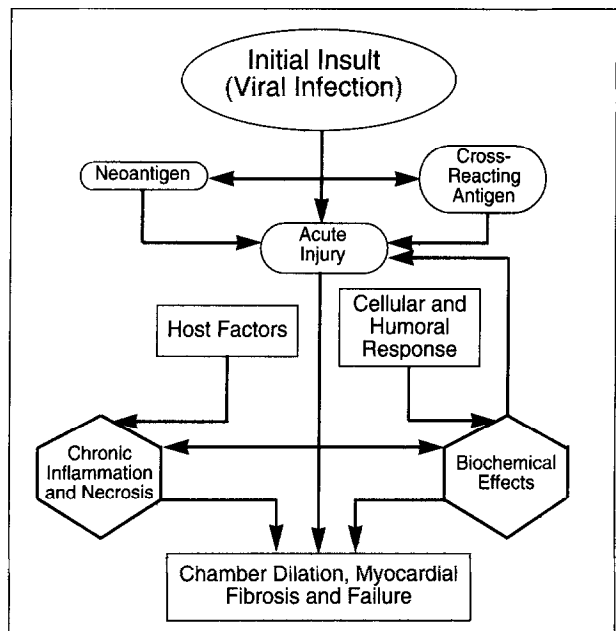 Initial Insult
(Viral Infection)
Neoantigen
Cross-
Reacting
Antigen
Acute
Injury
Host Factors
Cellular and
Humoral
Response
Chronic
Inflammation
and Necrosis
Biochemical
Effects
Chamber Dilation, Myocardial
Fibrosis and Failure